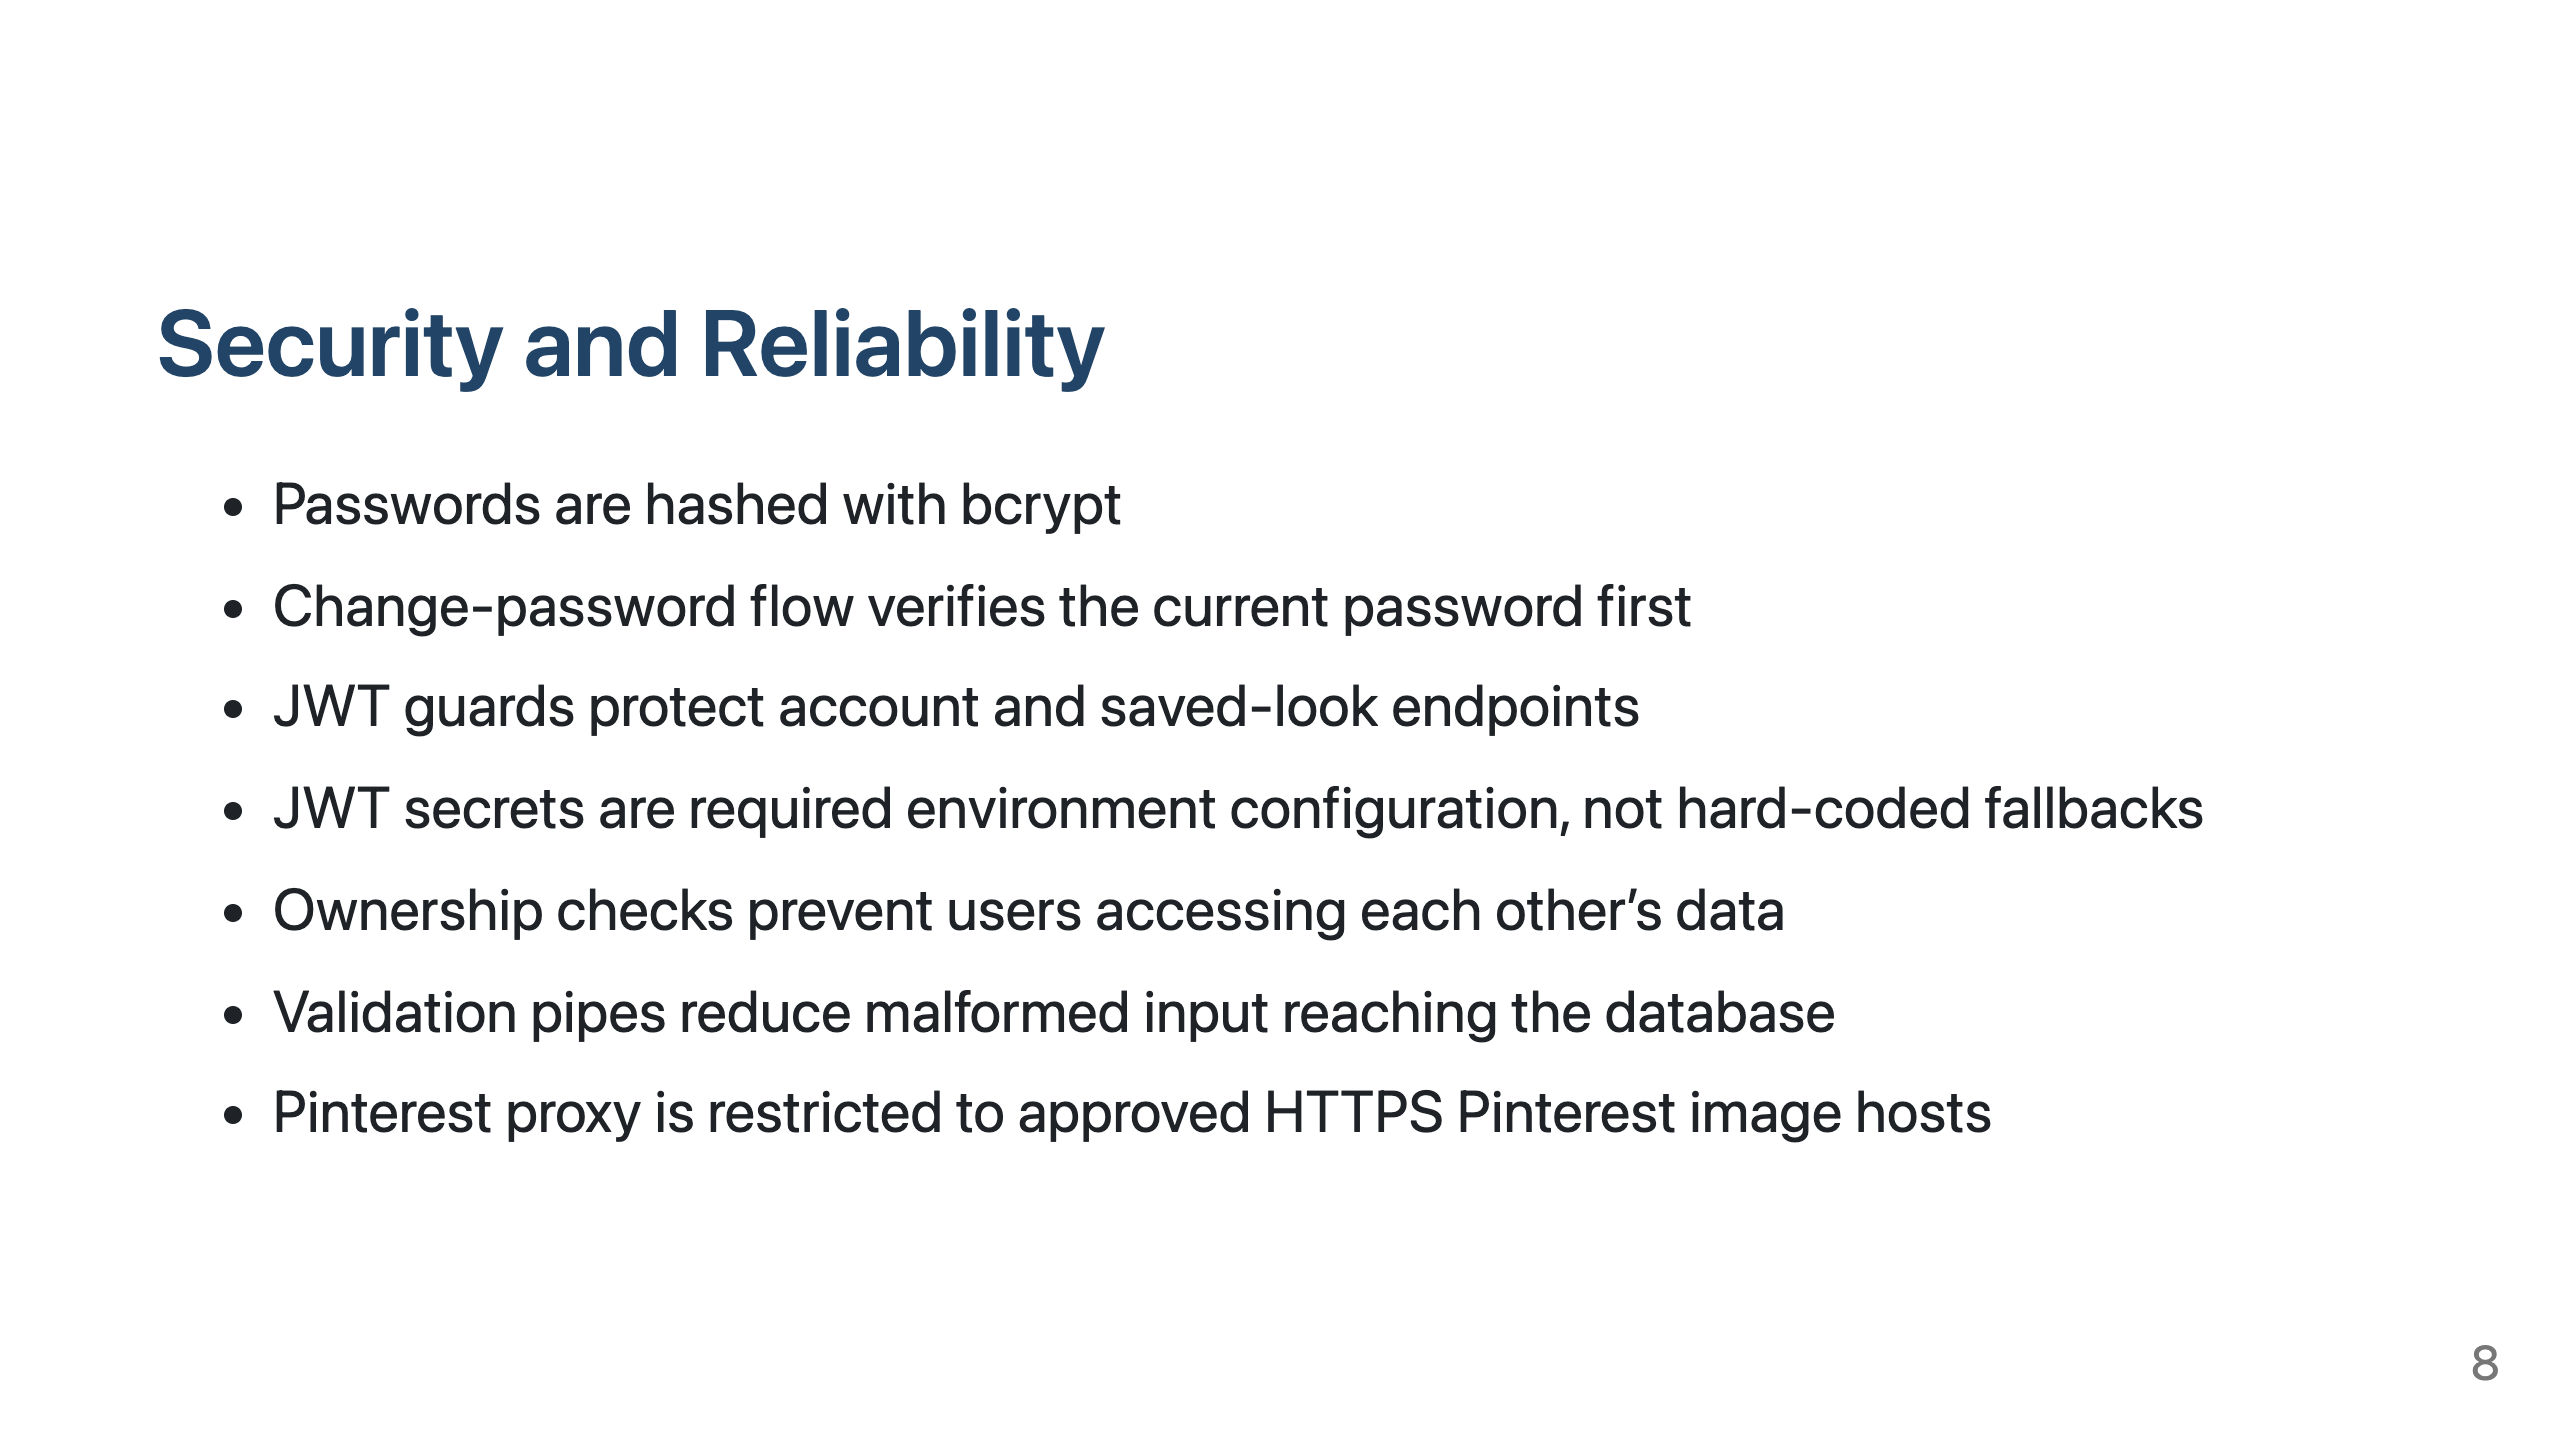 Security and Reliability
• Passwords are hashed with bcrypt
• Change-password flow verifies the current password first
• JWT guards protect account and saved-look endpoints
• JWT secrets are required environment configuration, not hard-coded fallbacks
• Ownership checks prevent users accessing each other’s data
• Validation pipes reduce malformed input reaching the database
• Pinterest proxy is restricted to approved HTTPS Pinterest image hosts
8